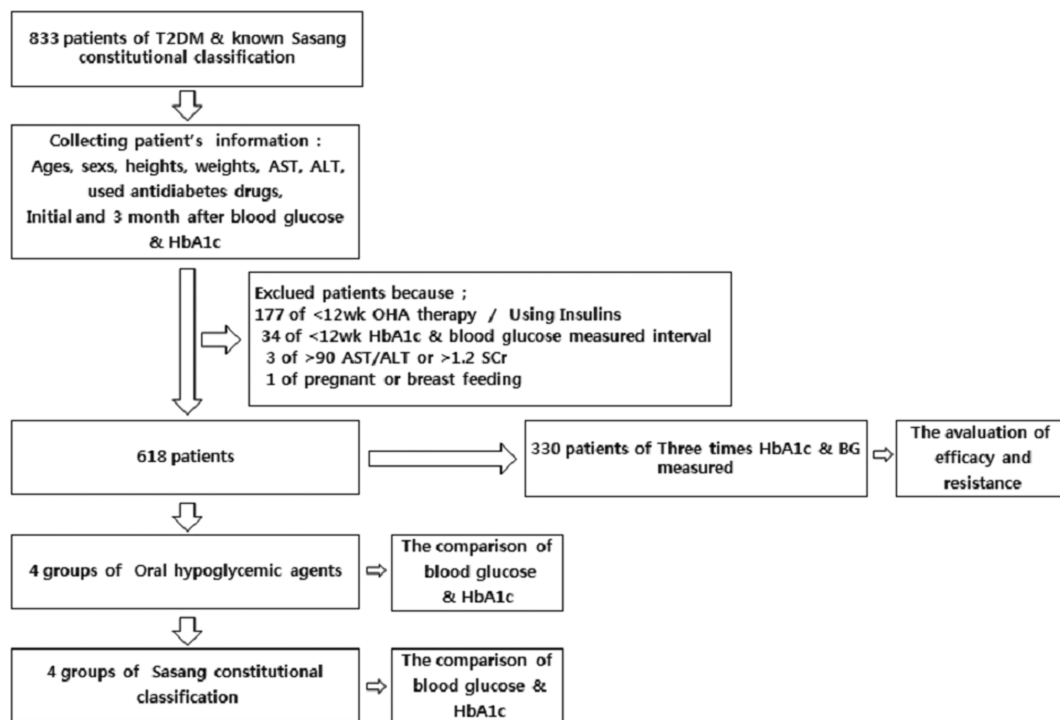 833 patients of T2DM & known Sasang
constitutional classification
Collecting patient's information :
Ages, sexs, heights, weights, AST, ALT,
used antidiabetes drugs,
Initial and 3 month after blood glucose
& HbA1c
Exclued patients because ;
177 of <12wk OHA therapy / Using Insulins
34 of <12wk HbA1c & blood glucose measured interval
3 of >90 AST/ALT or >1.2 SCr
1 of pregnant or breast feeding
618 patients
330 patients of Three times HbA1c & BG
measured
The avaluation of
efficacy and
resistance
4 groups of Oral hypoglycemic agents
The comparison of
blood glucose
& HbA1c
4 groups of Sasang constitutional
classification
The comparison of
blood glucose &
HbA1c